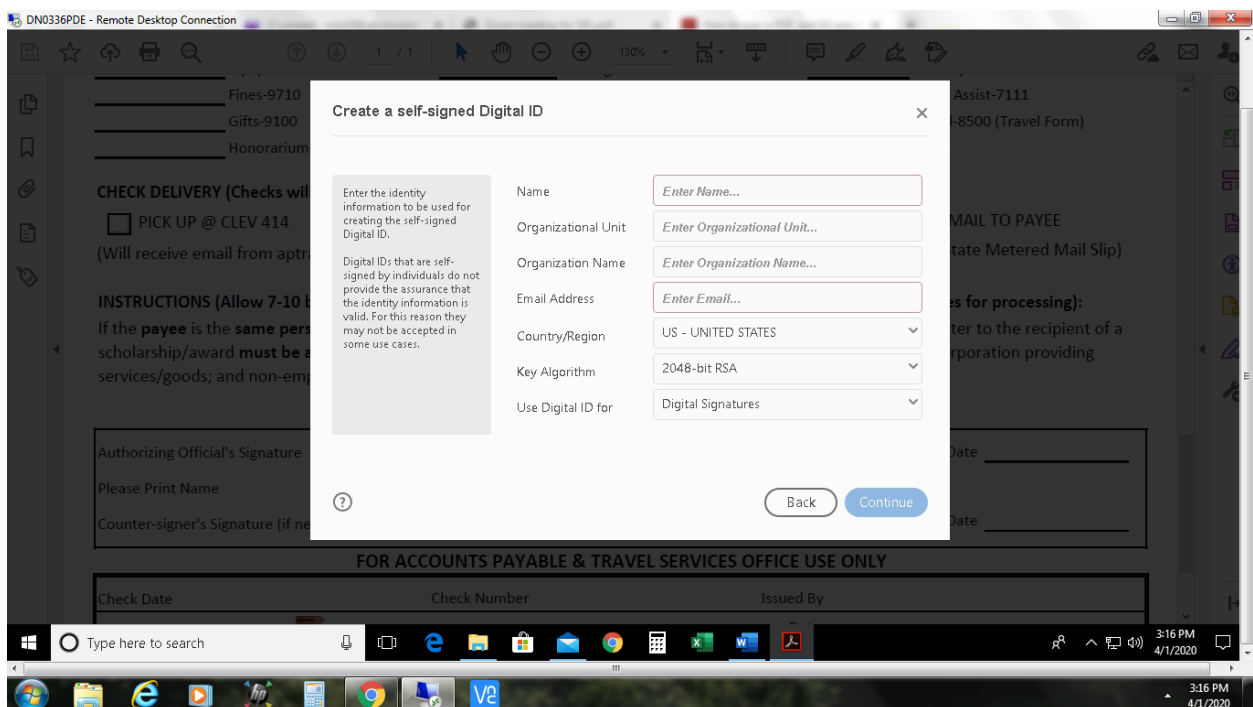 DN0336PDE - Remote Desktop Connection
1 / 1
130%
Fines-9710
Gifts-9100
Honorarium
Assist-7111
-8500 (Travel Form)
Create a self-signed Digital ID
Enter the identity
information to be used for
creating the self-signed
Digital ID.
Digital IDs that are self-
signed by individuals do not
provide the assurance that
the identity information is
valid. For this reason they
may not be accepted in
some use cases.
Name
Enter Name...
Organizational Unit
Enter Organizational Unit...
Organization Name
Enter Organization Name...
Email Address
Enter Email...
Country/Region
US - UNITED STATES
Key Algorithm
2048-bit RSA
Use Digital ID for
Digital Signatures
Back
Continue
CHECK DELIVERY (Checks wil
PICK UP @ CLEV 414
MAIL TO PAYEE
(Will receive email from aptra
tate Metered Mail Slip)
INSTRUCTIONS (Allow 7-10 b
es for processing):
If the payee is the same pers
ter to the recipient of a
scholarship/award must be a
rporation providing
services/goods; and non-emp
Authorizing Official's Signature
Date
Please Print Name
Counter-signer's Signature (if ne
Date
FOR ACCOUNTS PAYABLE & TRAVEL SERVICES OFFICE USE ONLY
Check Date
Check Number
Issued By
Type here to search
3:16 PM
4/1/2020
3:16 PM
4/1/2020